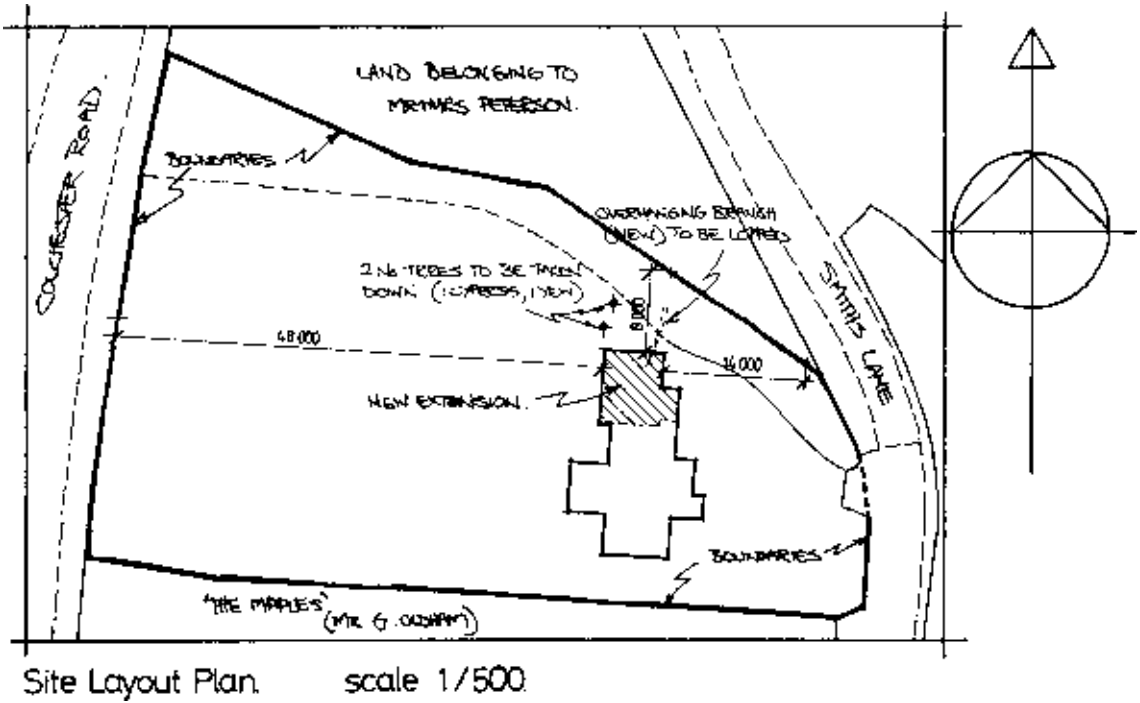 LAND BELONGING TO
MR+MRS PETERSON.
COLCHESTER ROAD.
BOUNDARIES
OVERHANGING BRANCH
(YEW) TO BE LOPPED
2 No TREES TO BE TAKEN
DOWN (1 CYPRESS, 1 YEW)
SMITHS LANE
8.000
48.000
14.000
NEW EXTENSION.
BOUNDARIES
"THE MAPLES"
(MR G. OLDHAM)
Site Layout Plan. scale 1/500.